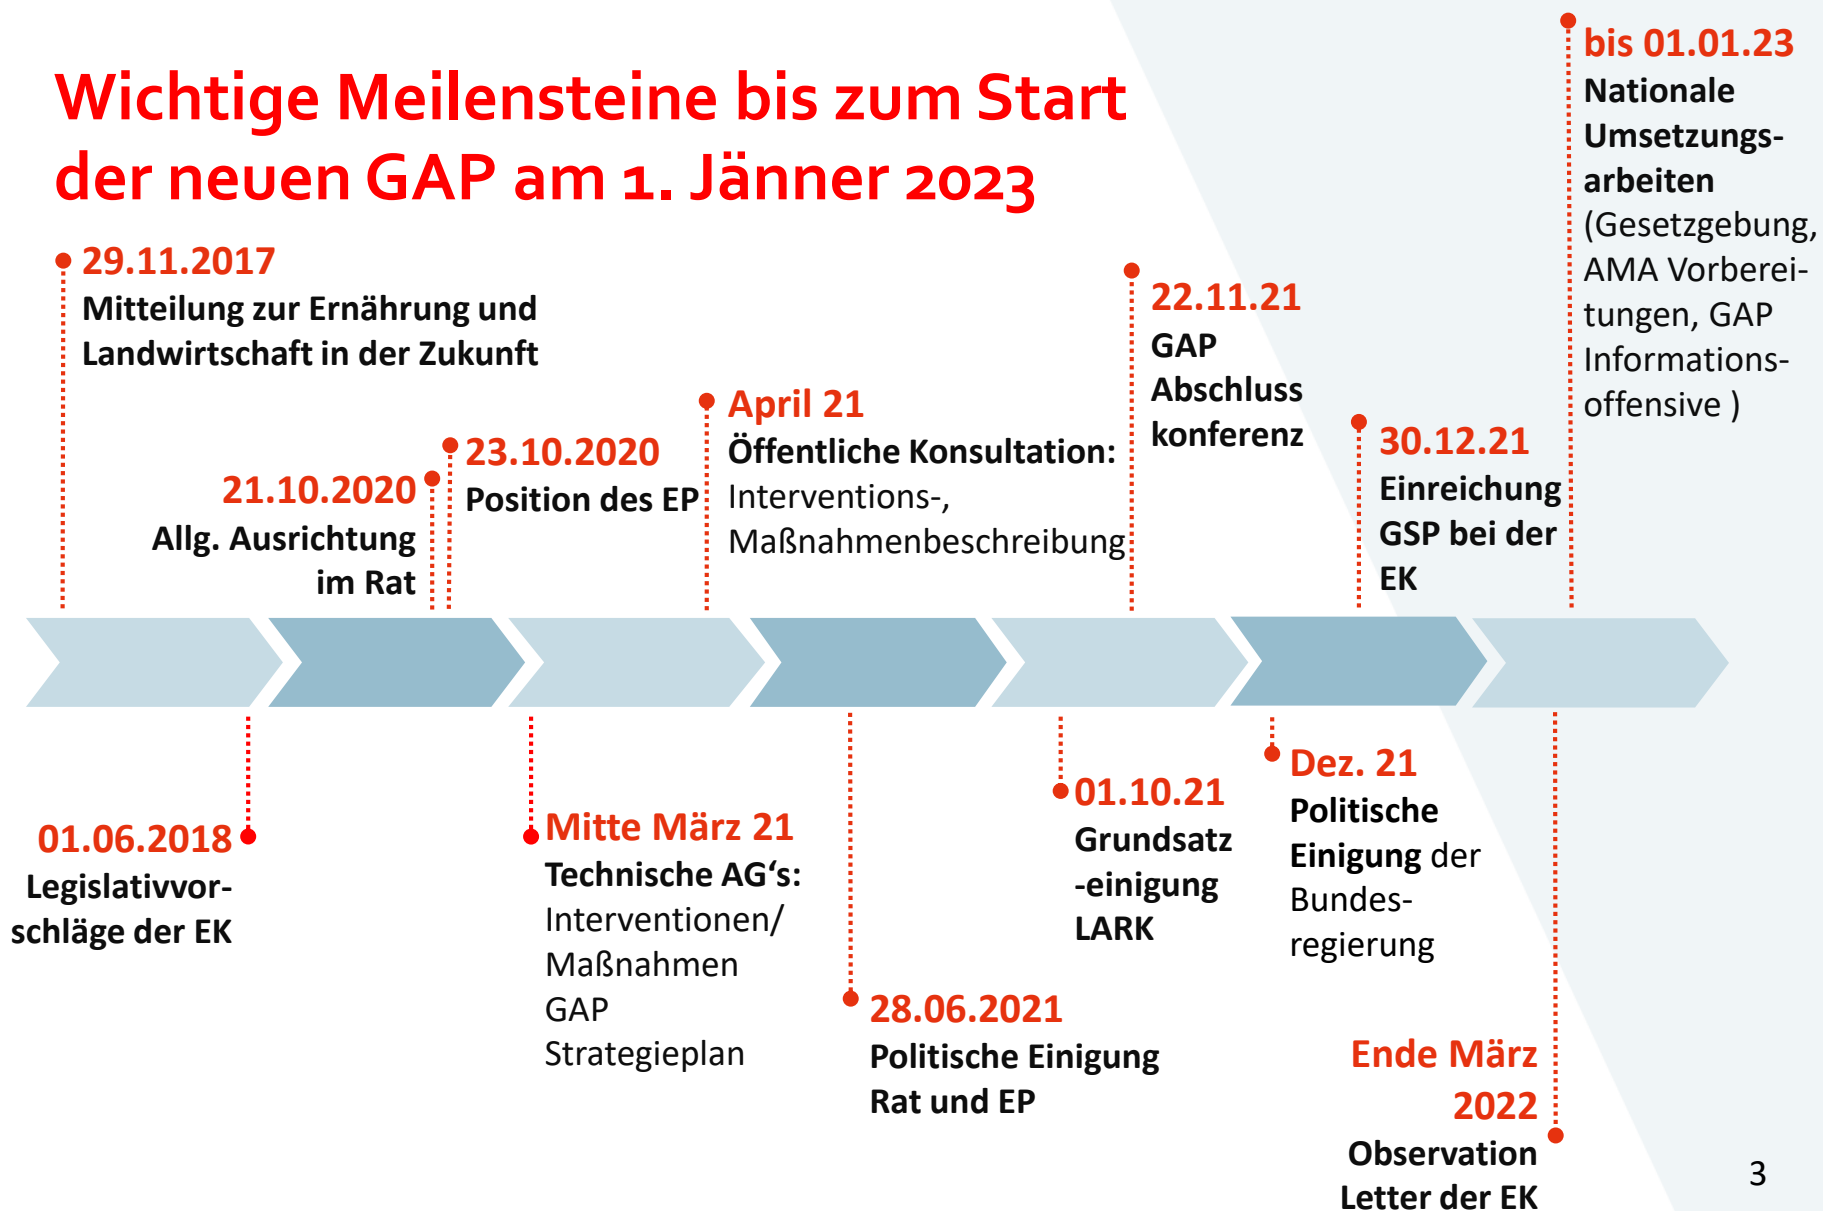 Wichtige Meilensteine bis zum Start
der neuen GAP am 1. Jänner 2023
29.11.2017
Mitteilung zur Ernährung und
Landwirtschaft in der Zukunft
21.10.2020
Allg. Ausrichtung
im Rat
23.10.2020
Position des EP
April 21
Öffentliche Konsultation:
Interventions-,
Maßnahmenbeschreibung
22.11.21
GAP
Abschluss
konferenz
30.12.21
Einreichung
GSP bei der
EK
bis 01.01.23
Nationale
Umsetzungs-
arbeiten
(Gesetzgebung,
AMA Vorberei-
tungen, GAP
Informations-
offensive )
01.06.2018
Legislativvor-
schläge der EK
Mitte März 21
Technische AG‘s:
Interventionen/
Maßnahmen
GAP
Strategieplan
28.06.2021
Politische Einigung
Rat und EP
01.10.21
Grundsatz
-einigung
LARK
Dez. 21
Politische
Einigung der
Bundes-
regierung
Ende März
2022
Observation
Letter der EK
3